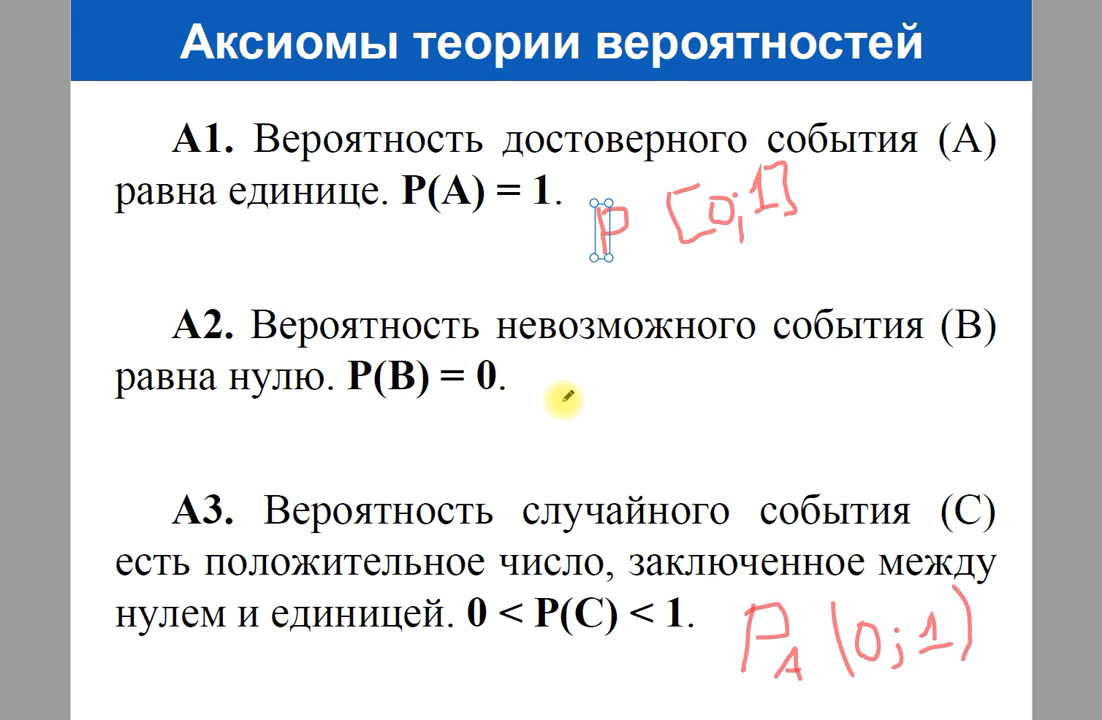 Аксиомы теории вероятностей
А1. Вероятность достоверного события (А)
равна единице. Р(А) = 1.
P [0;1]
А2. Вероятность невозможного события (В)
равна нулю. Р(В) = 0.
А3. Вероятность случайного события (С)
есть положительное число, заключенное между
нулем и единицей. 0 < Р(С) < 1.
P_A (0;1)